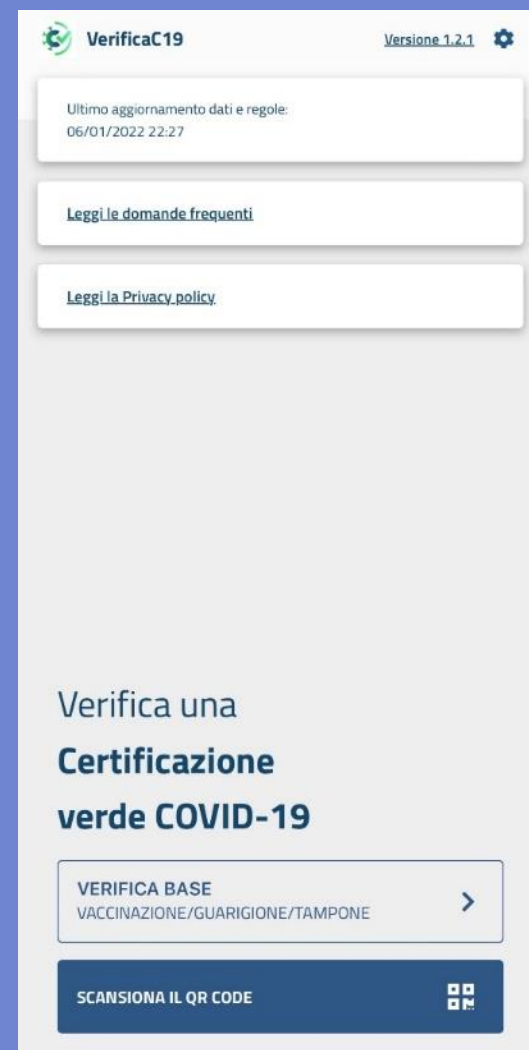 VerificaC19
Versione 1.2.1
Ultimo aggiornamento dati e regole:
06/01/2022 22:27
Leggi le domande frequenti
Leggi la Privacy policy
Verifica una
Certificazione
verde COVID-19
VERIFICA BASE
VACCINAZIONE/GUARIGIONE/TAMPONE
SCANSIONA IL QR CODE